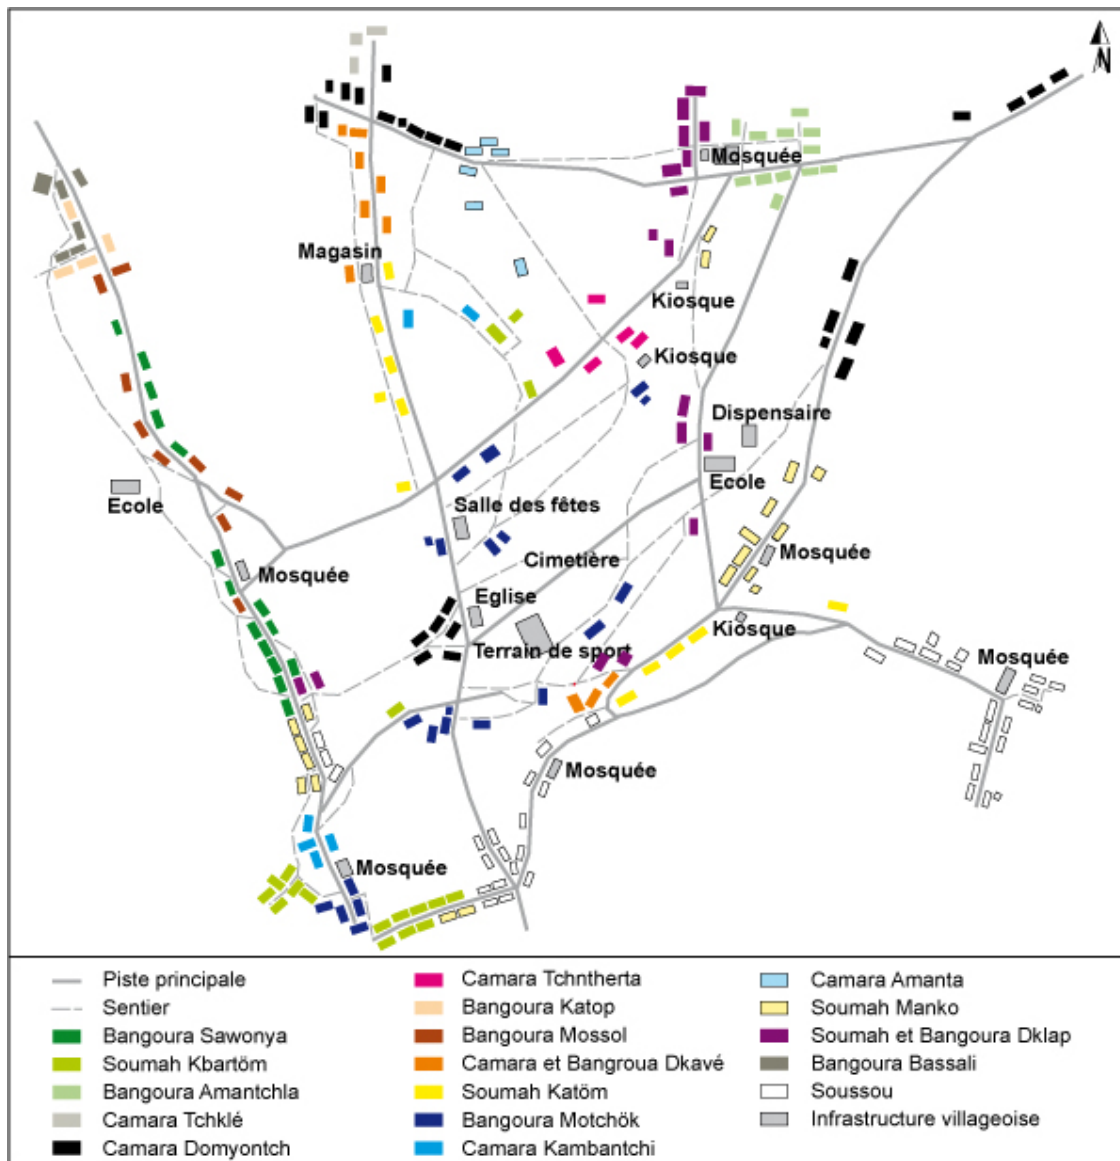 N
Mosquée
Magasin
Kiosque
Kiosque
Dispensaire
Ecole
Ecole
Salle des fêtes
Mosquée
Cimetière
Mosquée
Eglise
Kiosque
Terrain de sport
Mosquée
Mosquée
Mosquée
Piste principale
Sentier
Bangoura Sawonya
Soumah Kbartöm
Bangoura Amantchla
Camara Tchklé
Camara Domyontch
Camara Tchntherta
Bangoura Katop
Bangoura Mossol
Camara et Bangroua Dkavé
Soumah Katöm
Bangoura Motchök
Camara Kambantchi
Camara Amanta
Soumah Manko
Soumah et Bangoura Dklap
Bangoura Bassali
Soussou
Infrastructure villageoise